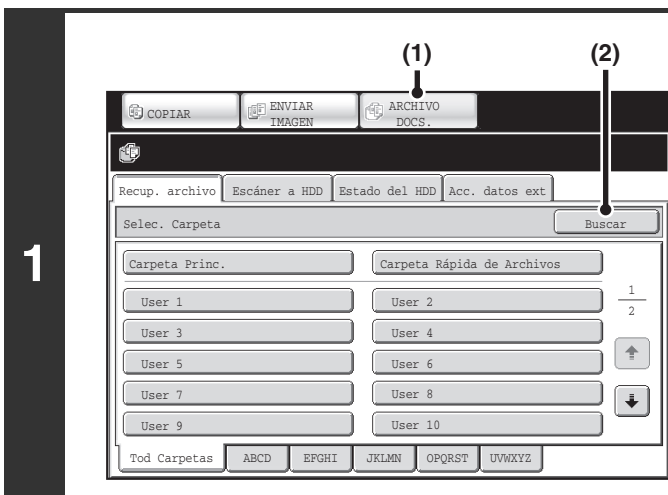 1
(1)
(2)
COPIAR
ENVIAR
IMAGEN
ARCHIVO
DOCS.
Recup. archivo
Escáner a HDD
Estado del HDD
Acc. datos ext
Selec. Carpeta
Buscar
Carpeta Princ.
Carpeta Rápida de Archivos
User 1
User 2
User 3
User 4
User 5
User 6
User 7
User 8
User 9
User 10
1
2
Tod Carpetas
ABCD
EFGHI
JKLMN
OPQRST
UVWXYZ